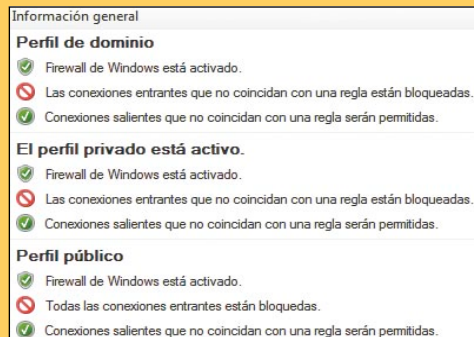 Información general
Perfil de dominio
Firewall de Windows está activado.
Las conexiones entrantes que no coincidan con una regla están bloqueadas.
Conexiones salientes que no coincidan con una regla serán permitidas.
El perfil privado está activo.
Firewall de Windows está activado.
Las conexiones entrantes que no coincidan con una regla están bloqueadas.
Conexiones salientes que no coincidan con una regla serán permitidas.
Perfil público
Firewall de Windows está activado.
Todas las conexiones entrantes están bloquedas.
Conexiones salientes que no coincidan con una regla serán permitidas.